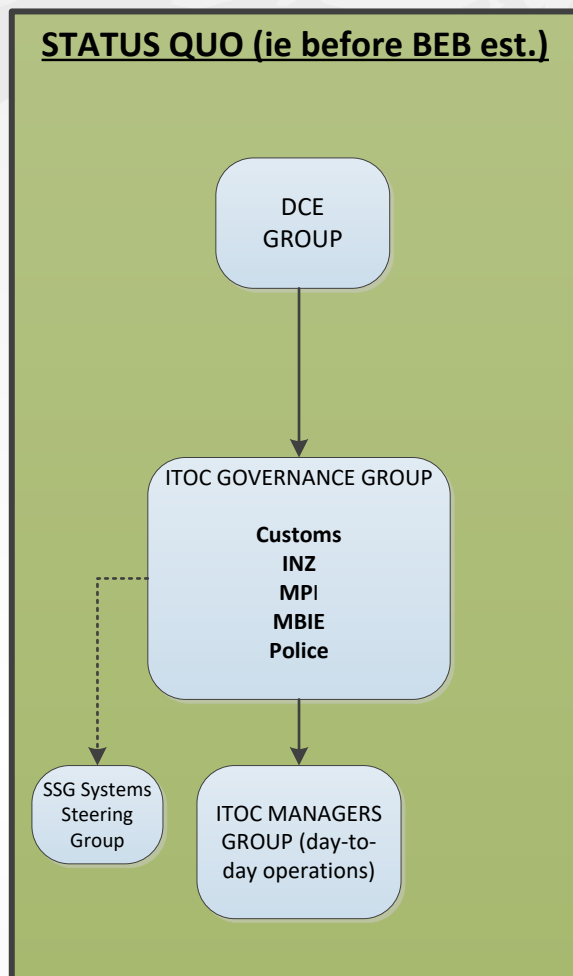 STATUS QUO (ie before BEB est.)
DCE
GROUP
ITOC GOVERNANCE GROUP
Customs
INZ
MPI
MBIE
Police
SSG Systems
Steering
Group
ITOC MANAGERS
GROUP (day-to-
day operations)